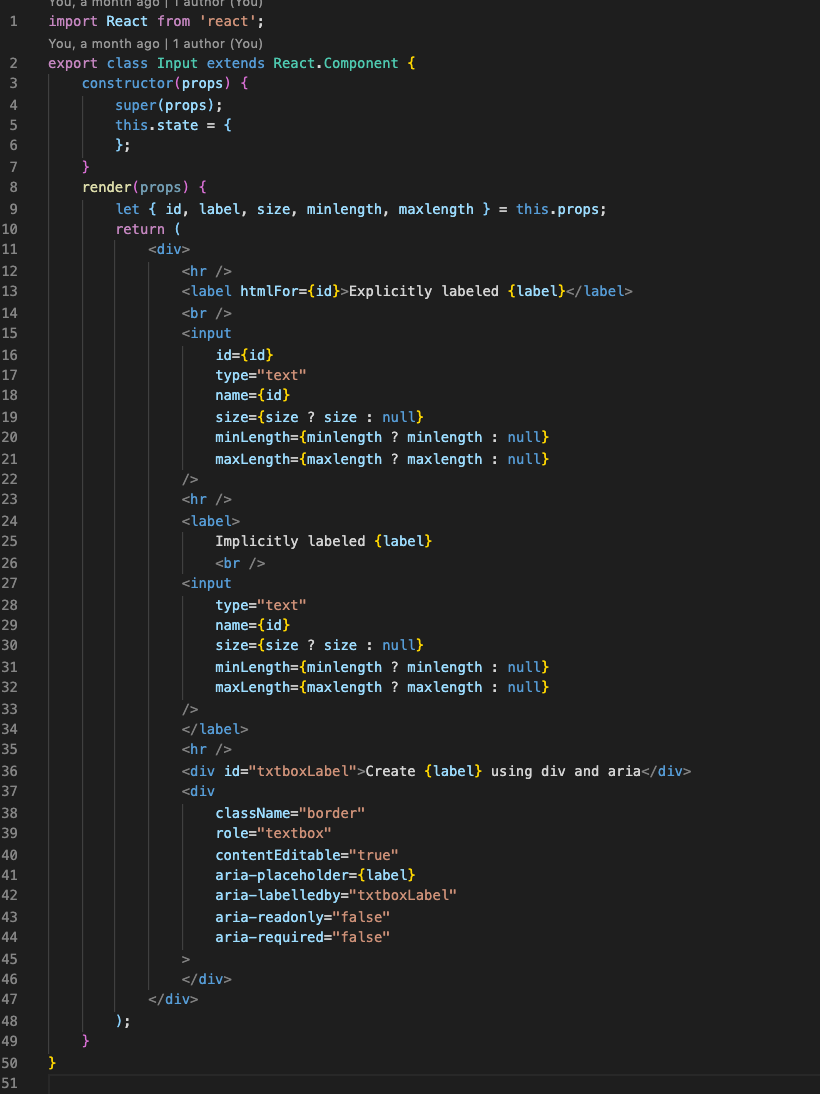 You, a month ago | 1 author (You)
1 import React from 'react';
You, a month ago | 1 author (You)
2 export class Input extends React.Component {
3     constructor(props) {
4         super(props);
5         this.state = {
6         };
7     }
8     render(props) {
9         let { id, label, size, minlength, maxlength } = this.props;
10         return (
11             <div>
12                 <hr />
13                 <label htmlFor={id}>Explicitly labeled {label}</label>
14                 <br />
15                 <input
16                     id={id}
17                     type="text"
18                     name={id}
19                     size={size ? size : null}
20                     minLength={minlength ? minlength : null}
21                     maxLength={maxlength ? maxlength : null}
22                 />
23                 <hr />
24                 <label>
25                     Implicitly labeled {label}
26                     <br />
27                 <input
28                     type="text"
29                     name={id}
30                     size={size ? size : null}
31                     minLength={minlength ? minlength : null}
32                     maxLength={maxlength ? maxlength : null}
33                 />
34                 </label>
35                 <hr />
36                 <div id="txtboxLabel">Create {label} using div and aria</div>
37                 <div
38                     className="border"
39                     role="textbox"
40                     contentEditable="true"
41                     aria-placeholder={label}
42                     aria-labelledby="txtboxLabel"
43                     aria-readonly="false"
44                     aria-required="false"
45                 >
46                 </div>
47             </div>
48         );
49     }
50 }
51